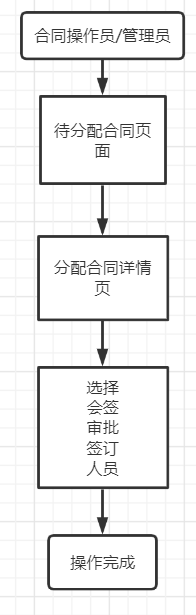 合同操作员/管理员
待分配合同页
面
分配合同详情
页
选择
会签
审批
签订
人员
操作完成